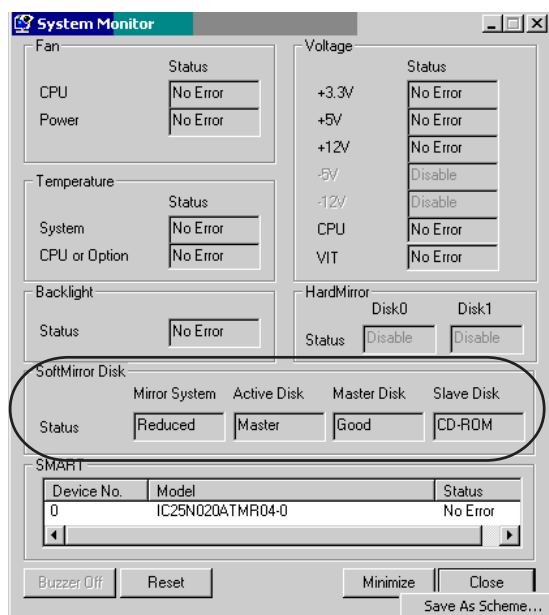 System Monitor
Fan
Status
CPU No Error
Power No Error
Temperature
Status
System No Error
CPU or Option No Error
Backlight
Status No Error
Voltage
Status
+3.3V No Error
+5V No Error
+12V No Error
-5V Disable
-12V Disable
CPU No Error
VIT No Error
HardMirror
Disk0 Disk1
Status Disable Disable
SoftMirror Disk
Mirror System Active Disk Master Disk Slave Disk
Status Reduced Master Good CD-ROM
SMART
Device No. Model Status
0 IC25N020ATMR04-0 No Error
Buzzer Off Reset Minimize Close
Save As Scheme...